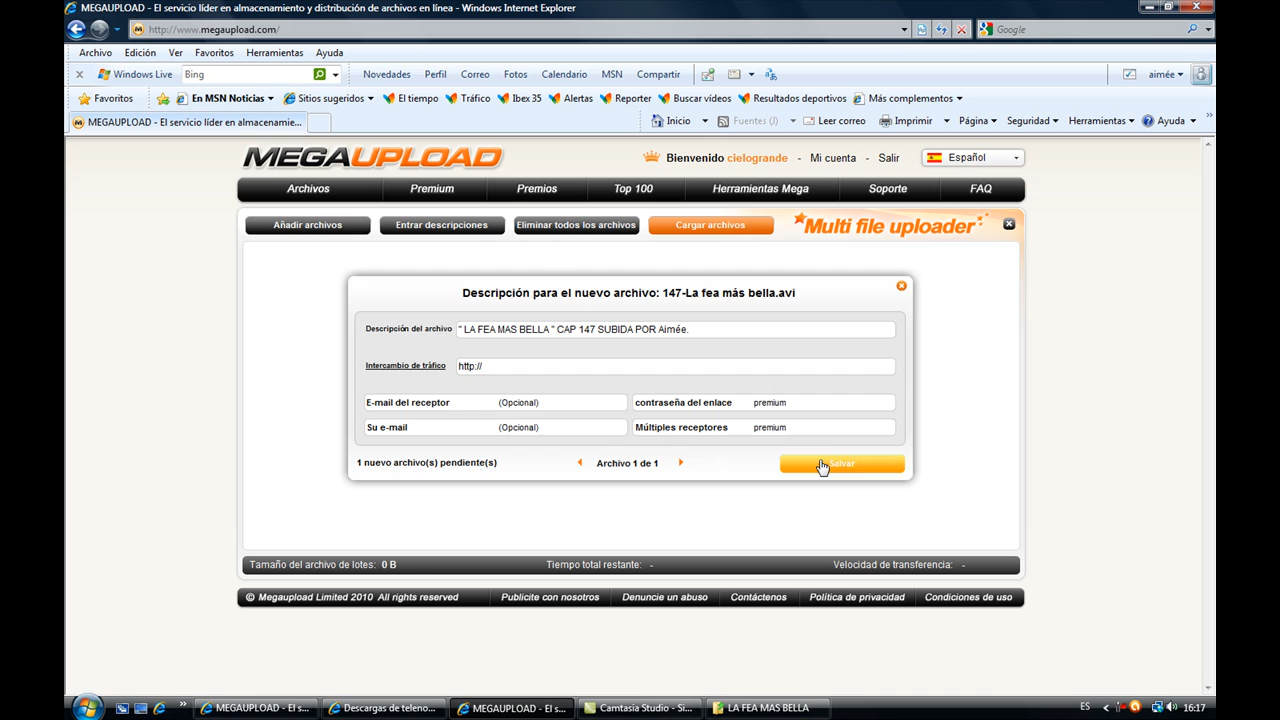 MEGAUPLOAD - El servicio líder en almacenamiento y distribución de archivos en línea - Windows Internet Explorer
http://www.megaupload.com/
Google
Archivo Edición Ver Favoritos Herramientas Ayuda
Windows Live Bing Novedades Perfil Correo Fotos Calendario MSN Compartir aimée
Favoritos En MSN Noticias Sitios sugeridos El tiempo Tráfico Ibex 35 Alertas Reporter Buscar vídeos Resultados deportivos Más complementos
MEGAUPLOAD - El servicio líder en almacenamie... Inicio Fuentes (J) Leer correo Imprimir Página Seguridad Herramientas Ayuda
MEGAUPLOAD Bienvenido cielogrande - Mi cuenta - Salir Español
Archivos Premium Premios Top 100 Herramientas Mega Soporte FAQ
Añadir archivos Entrar descripciones Eliminar todos los archivos Cargar archivos Multi file uploader
Descripción para el nuevo archivo: 147-La fea más bella.avi
Descripción del archivo " LA FEA MAS BELLA " CAP 147 SUBIDA POR Aimée.
Intercambio de tráfico http://
E-mail del receptor (Opcional) contraseña del enlace premium
Su e-mail (Opcional) Múltiples receptores premium
1 nuevo archivo(s) pendiente(s) Archivo 1 de 1 Salvar
Tamaño del archivo de lotes: 0 B Tiempo total restante: - Velocidad de transferencia: -
© Megaupload Limited 2010 All rights reserved Publicite con nosotros Denuncie un abuso Contáctenos Política de privacidad Condiciones de uso
MEGAUPLOAD - El s... Descargas de teleno... MEGAUPLOAD - El s... Camtasia Studio - Si... LA FEA MAS BELLA ES 16:17